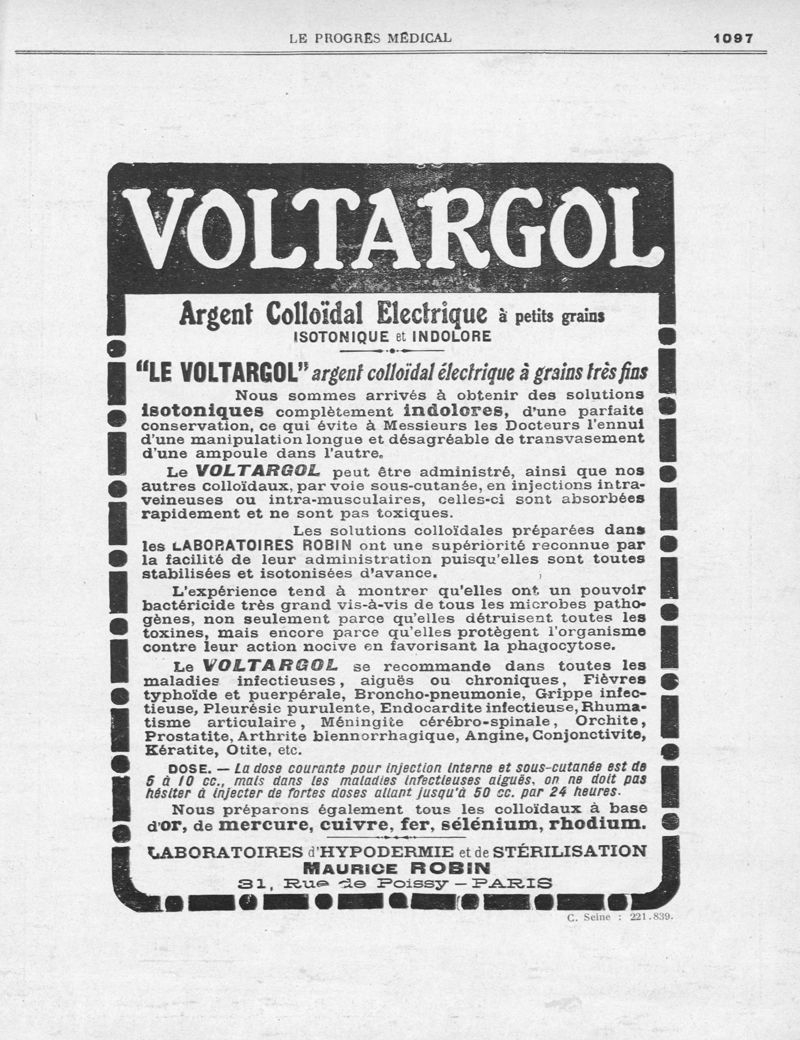 LE PROGRÈS MÉDICAL
1097
VOLTARGOL
Argent Colloïdal Electrique à petits grains
ISOTONIQUE et INDOLORE
"LE VOLTARGOL" argent colloïdal électrique à grains très fins
Nous sommes arrivés à obtenir des solutions
isotoniques complètement indolores, d'une parfaite
conservation, ce qui évite à Messieurs les Docteurs l'ennui
d'une manipulation longue et désagréable de transvasement
d'une ampoule dans l'autre.
Le VOLTARGOL peut être administré, ainsi que nos
autres colloïdaux, par voie sous-cutanée, en injections intra-
veineuses ou intra-musculaires, celles-ci sont absorbées
rapidement et ne sont pas toxiques.
Les solutions colloïdales préparées dans
les LABORATOIRES ROBIN ont une supériorité reconnue par
la facilité de leur administration puisqu'elles sont toutes
stabilisées et isotonisées d'avance.
L'expérience tend à montrer qu'elles ont un pouvoir
bactéricide très grand vis-à-vis de tous les microbes patho-
gènes, non seulement parce qu'elles détruisent toutes les
toxines, mais encore parce qu'elles protègent l'organisme
contre leur action nocive en favorisant la phagocytose.
Le VOLTARGOL se recommande dans toutes les
maladies infectieuses, aiguës ou chroniques, Fièvres
typhoïde et puerpérale, Broncho-pneumonie, Grippe infec-
tieuse, Pleurésie purulente, Endocardite infectieuse, Rhuma-
tisme articulaire, Méningite cérébro-spinale, Orchite,
Prostatite, Arthrite blennorrhagique, Angine, Conjonctivite,
Kératite, Otite, etc.
DOSE. — La dose courante pour injection interne et sous-cutanée est de
5 à 10 cc., mais dans les maladies infectieuses aiguës, on ne doit pas
hésiter à injecter de fortes doses allant jusqu'à 50 cc. par 24 heures.
Nous préparons également tous les colloïdaux à base
d'or, de mercure, cuivre, fer, sélénium, rhodium.
LABORATOIRES d'HYPODERMIE et de STÉRILISATION
MAURICE ROBIN
31, Rue de Poissy — PARIS
C. Seine : 221.839.